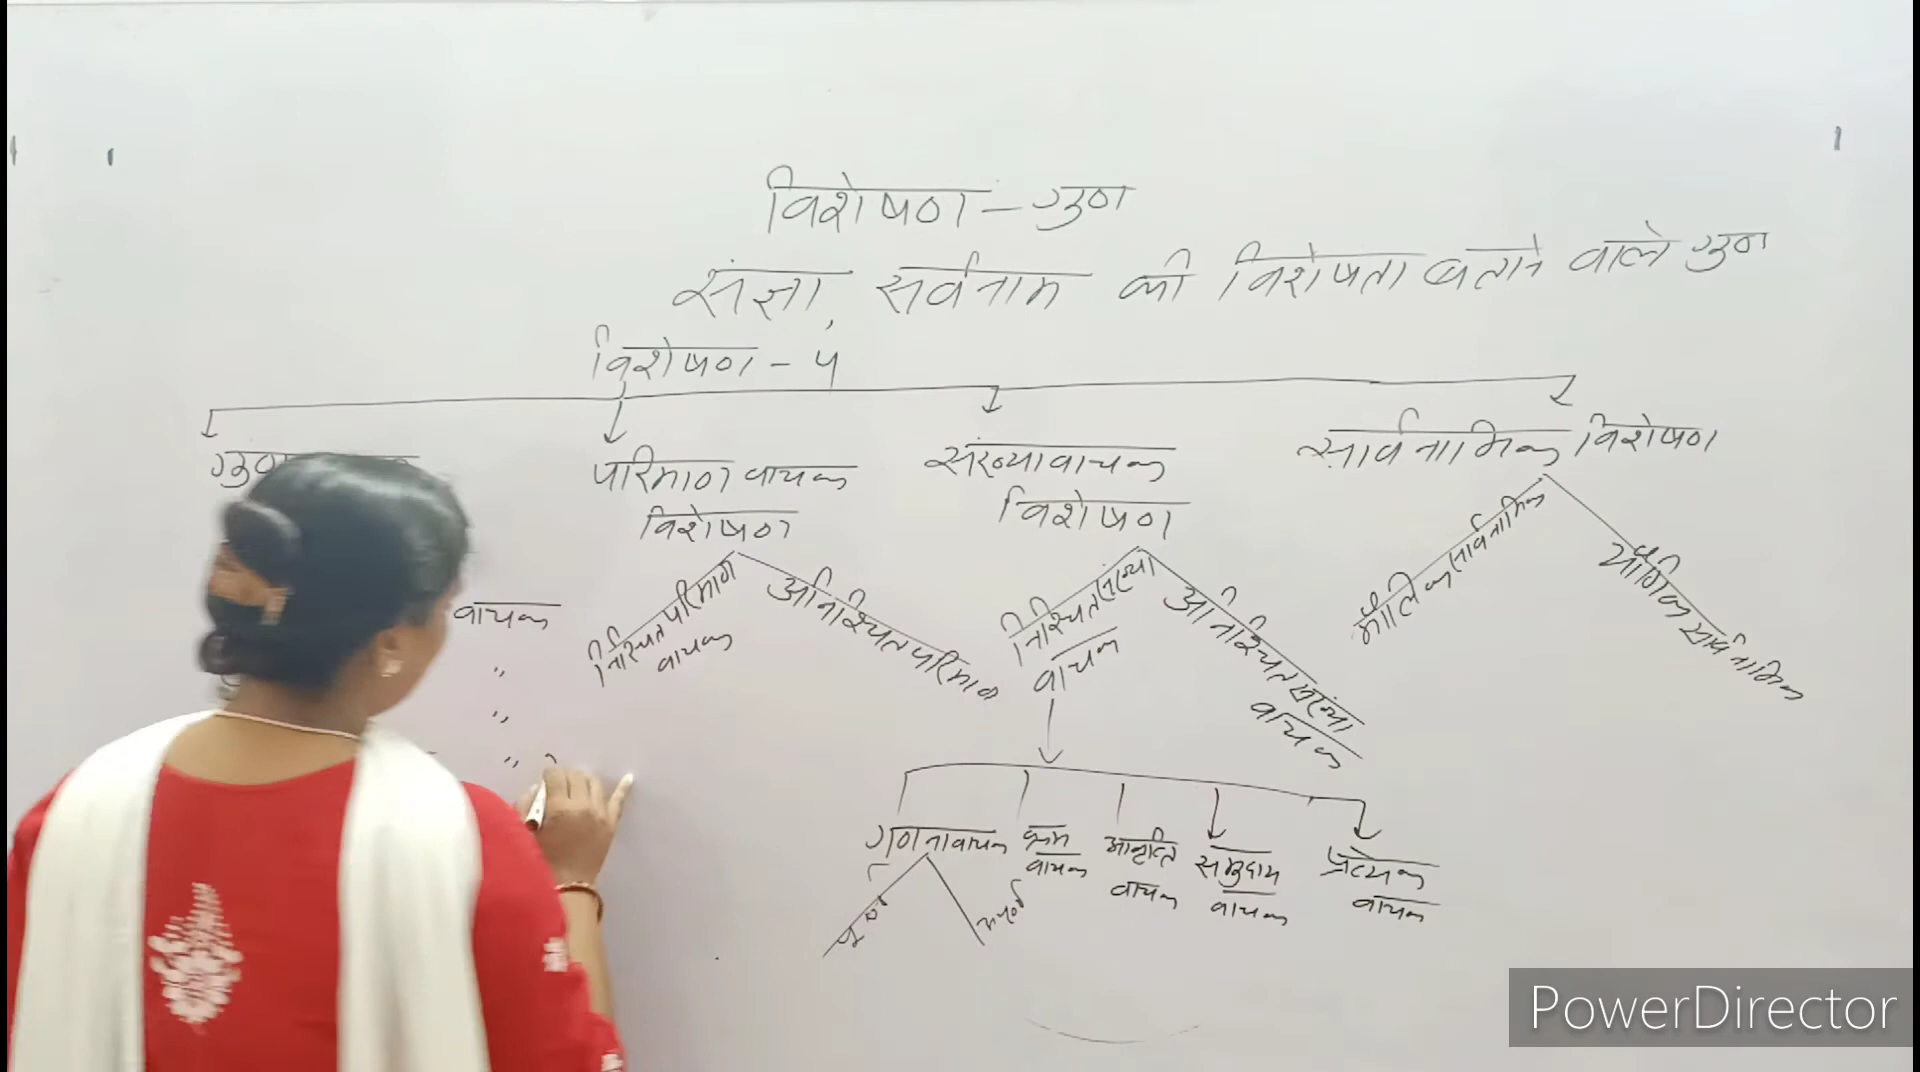 विशेषण - गुण
संज्ञा, सर्वनाम की विशेषता बताने वाले गुण
विशेषण - 4
परिमाण वाचक
विशेषण
संख्यावाचक
विशेषण
सार्वनामिक विशेषण
वाचक
"
"
"
निश्चित परिमाण
वाचक
अनिश्चित परिमाण
निश्चित संख्या
वाचक
अनिश्चित संख्या
वाचक
मौलिक सार्वनामिक
यौगिक सार्वनामिक
गणनावाचक
क्रम
वाचक
आवृत्ति
वाचक
समुदाय
वाचक
प्रत्येक
वाचक
पूर्ण
अपूर्ण
PowerDirector